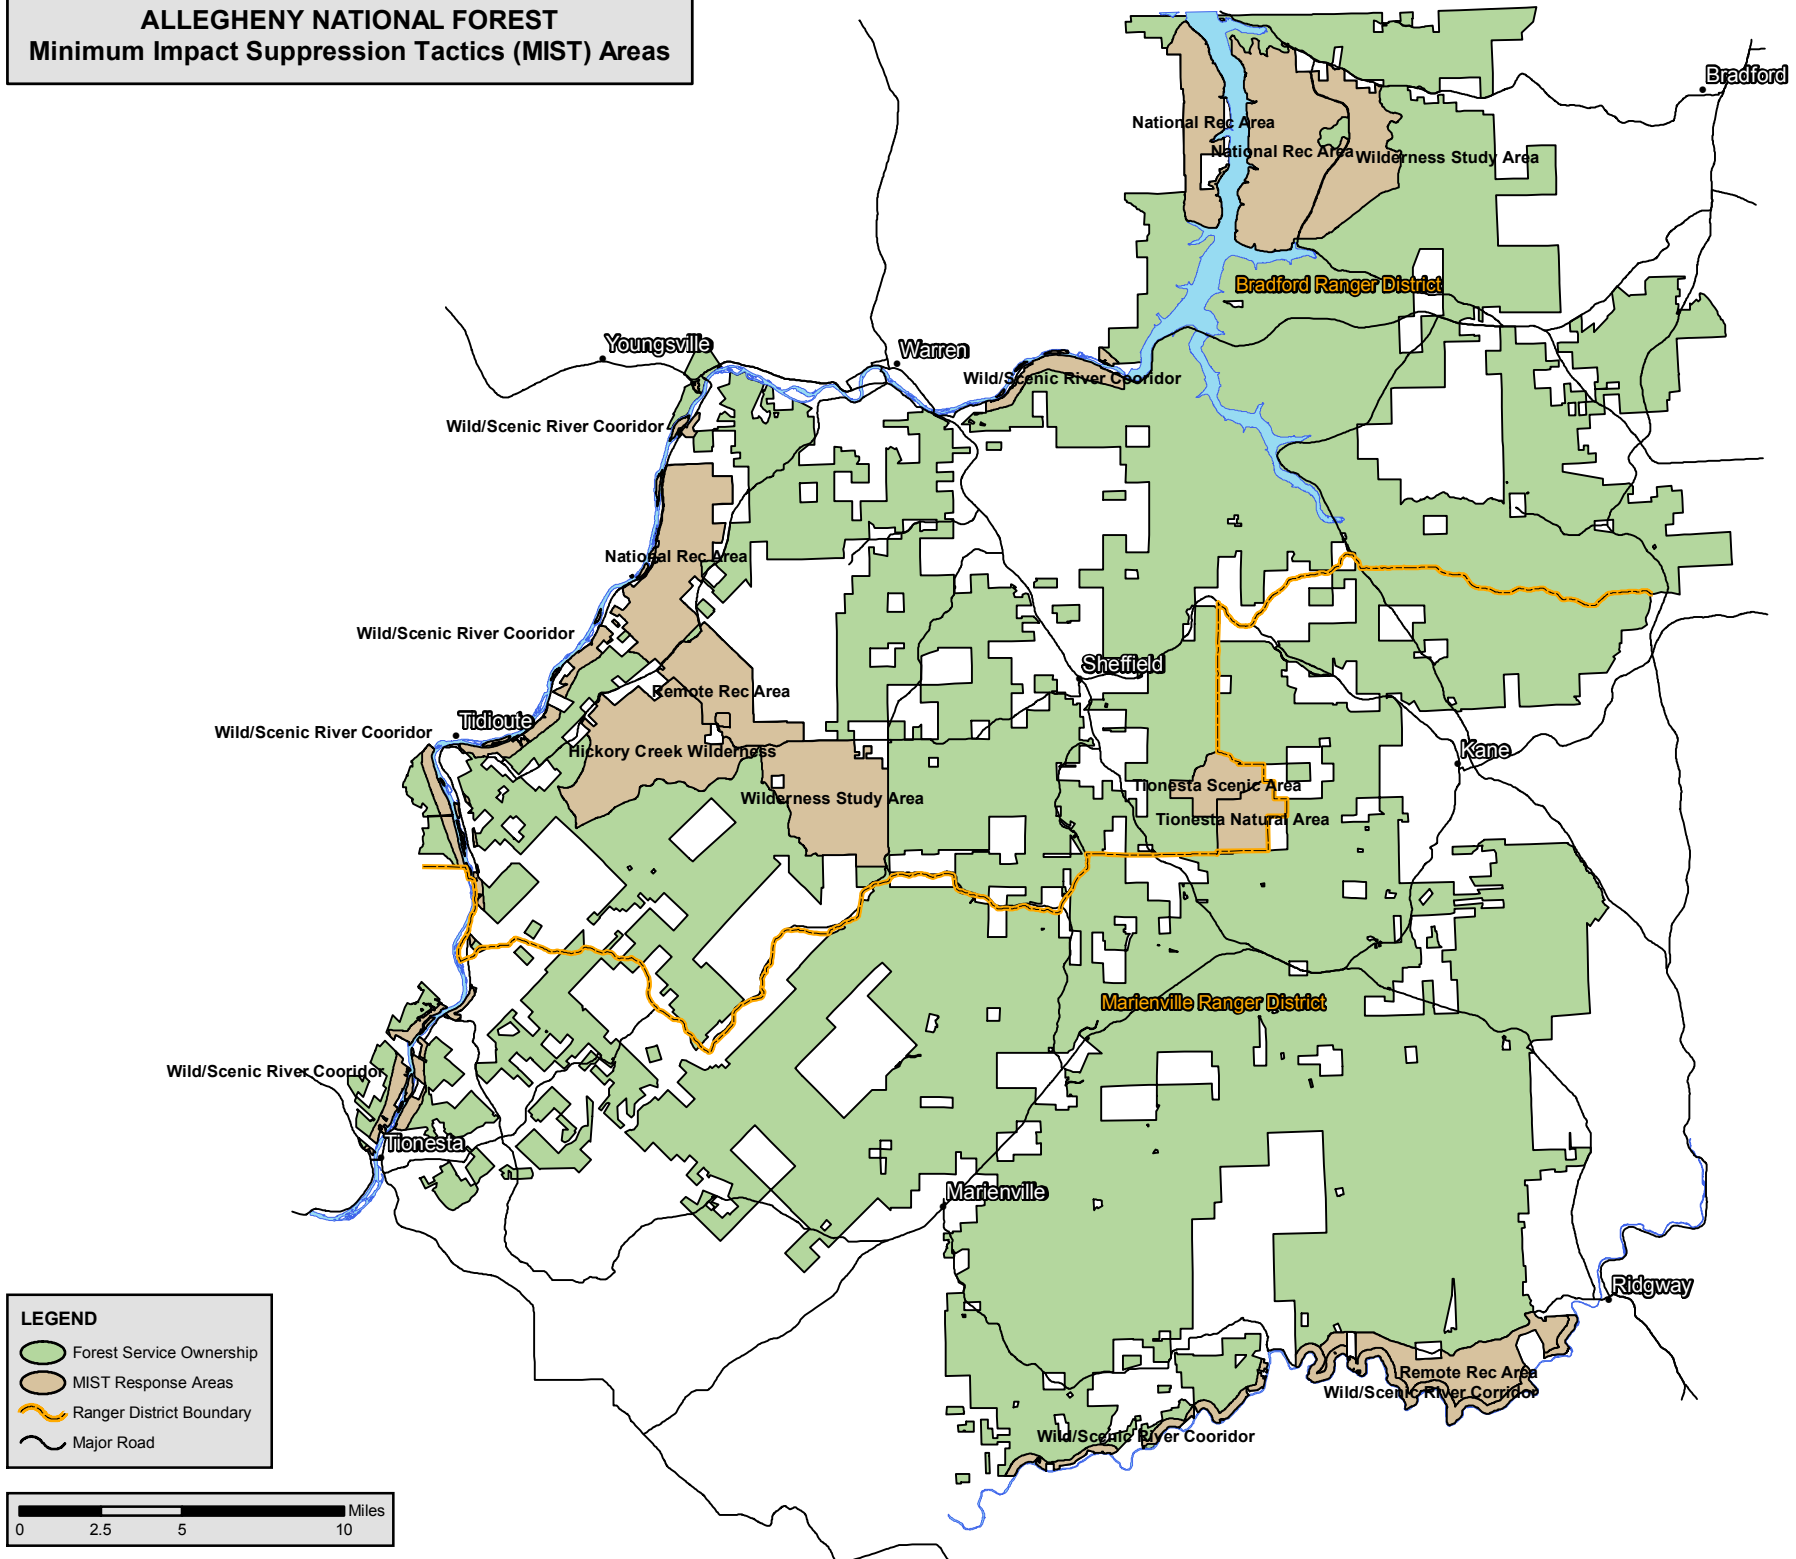 ALLEGHENY NATIONAL FOREST
Minimum Impact Suppression Tactics (MIST) Areas
Bradford
National Rec Area
National Rec Area
Wilderness Study Area
Bradford Ranger District
Youngsville
Warren
Wild/Scenic River Cooridor
Wild/Scenic River Cooridor
National Rec Area
Wild/Scenic River Cooridor
Sheffield
Remote Rec Area
Tidioute
Wild/Scenic River Cooridor
Hickory Creek Wilderness
Kane
Tionesta Scenic Area
Wilderness Study Area
Tionesta Natural Area
Marienville Ranger District
Wild/Scenic River Cooridor
Tionesta
Marienville
Ridgway
Remote Rec Area
Wild/Scenic River Corridor
Wild/Scenic River Cooridor
LEGEND
Forest Service Ownership
MIST Response Areas
Ranger District Boundary
Major Road
Miles
0 2.5 5 10